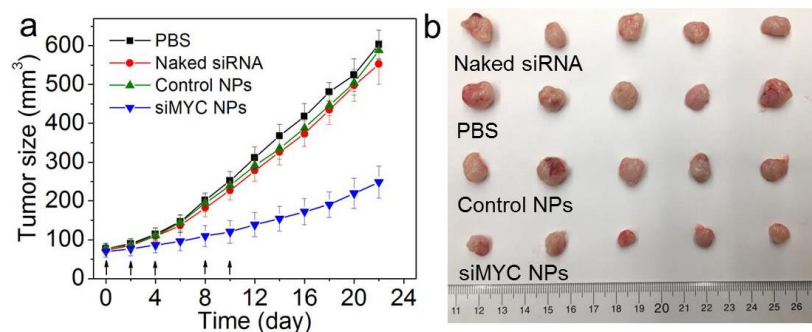 a
Tumor size (mm³)
600
500
400
300
200
100
0
PBS
Naked siRNA
Control NPs
siMYC NPs
0 4 8 12 16 20 24
Time (day)
b
Naked siRNA
PBS
Control NPs
siMYC NPs
11 12 13 14 15 16 17 18 19 20 21 22 23 24 25 26